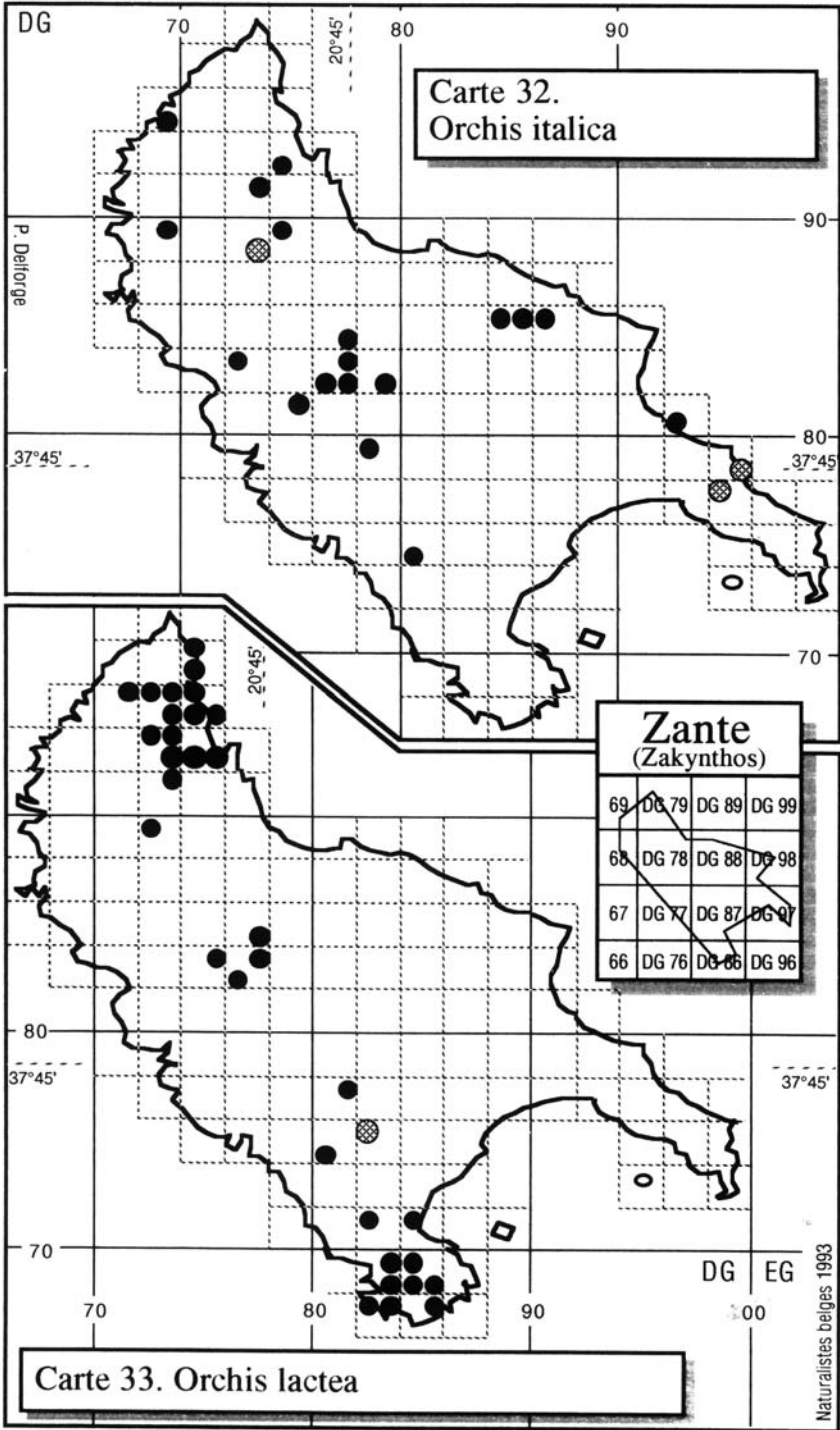 DG
70
20°45'
80
90
Carte 32.
Orchis italica
P. Delforge
90
80
37°45'
37°45'
70
20°45'
Zante
(Zakynthos)
69 DG 79 DG 89 DG 99
68 DG 78 DG 88 DG 98
67 DG 77 DG 87 DG 97
66 DG 76 DG 86 DG 96
80
37°45'
37°45'
70
DG EG
70
80
90
00
Carte 33. Orchis lactea
Naturalistes belges 1993